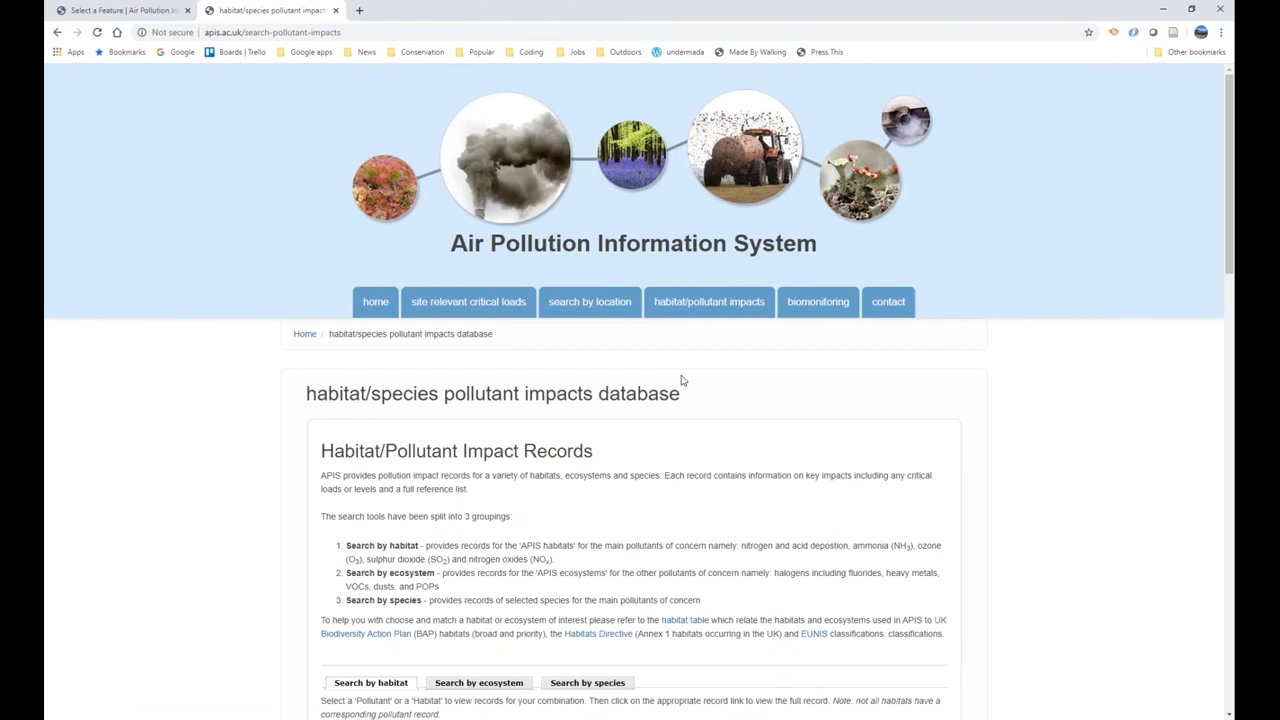 Select a Feature | Air Pollution In
habitat/species pollutant impact
Not secure
apis.ac.uk/search-pollutant-impacts
Apps
Bookmarks
Google
Boards | Trello
Google apps
News
Conservation
Popular
Coding
Jobs
Outdoors
undermada
Made By Walking
Press This
Other bookmarks
Air Pollution Information System
home
site relevant critical loads
search by location
habitat/pollutant impacts
biomonitoring
contact
Home / habitat/species pollutant impacts database
habitat/species pollutant impacts database
Habitat/Pollutant Impact Records
APIS provides pollution impact records for a variety of habitats, ecosystems and species. Each record contains information on key impacts including any critical
loads or levels and a full reference list.
The search tools have been split into 3 groupings:
1. Search by habitat - provides records for the 'APIS habitats' for the main pollutants of concern namely: nitrogen and acid depostion, ammonia (NH3), ozone
(O3), sulphur dioxide (SO2) and nitrogen oxides (NOx).
2. Search by ecosystem - provides records for the 'APIS ecosystems' for the other pollutants of concern namely: halogens including fluorides, heavy metals,
VOCs, dusts, and POPs
3. Search by species - provides records of selected species for the main pollutants of concern
To help you with choose and match a habitat or ecosystem of interest please refer to the habitat table which relate the habitats and ecosystems used in APIS to UK
Biodiversity Action Plan (BAP) habitats (broad and priority), the Habitats Directive (Annex 1 habitats occurring in the UK) and EUNIS classifications. classifications.
Search by habitat
Search by ecosystem
Search by species
Select a 'Pollutant' or a 'Habitat' to view records for your combination. Then click on the appropriate record link to view the full record. Note: not all habitats have a
corresponding pollutant record.